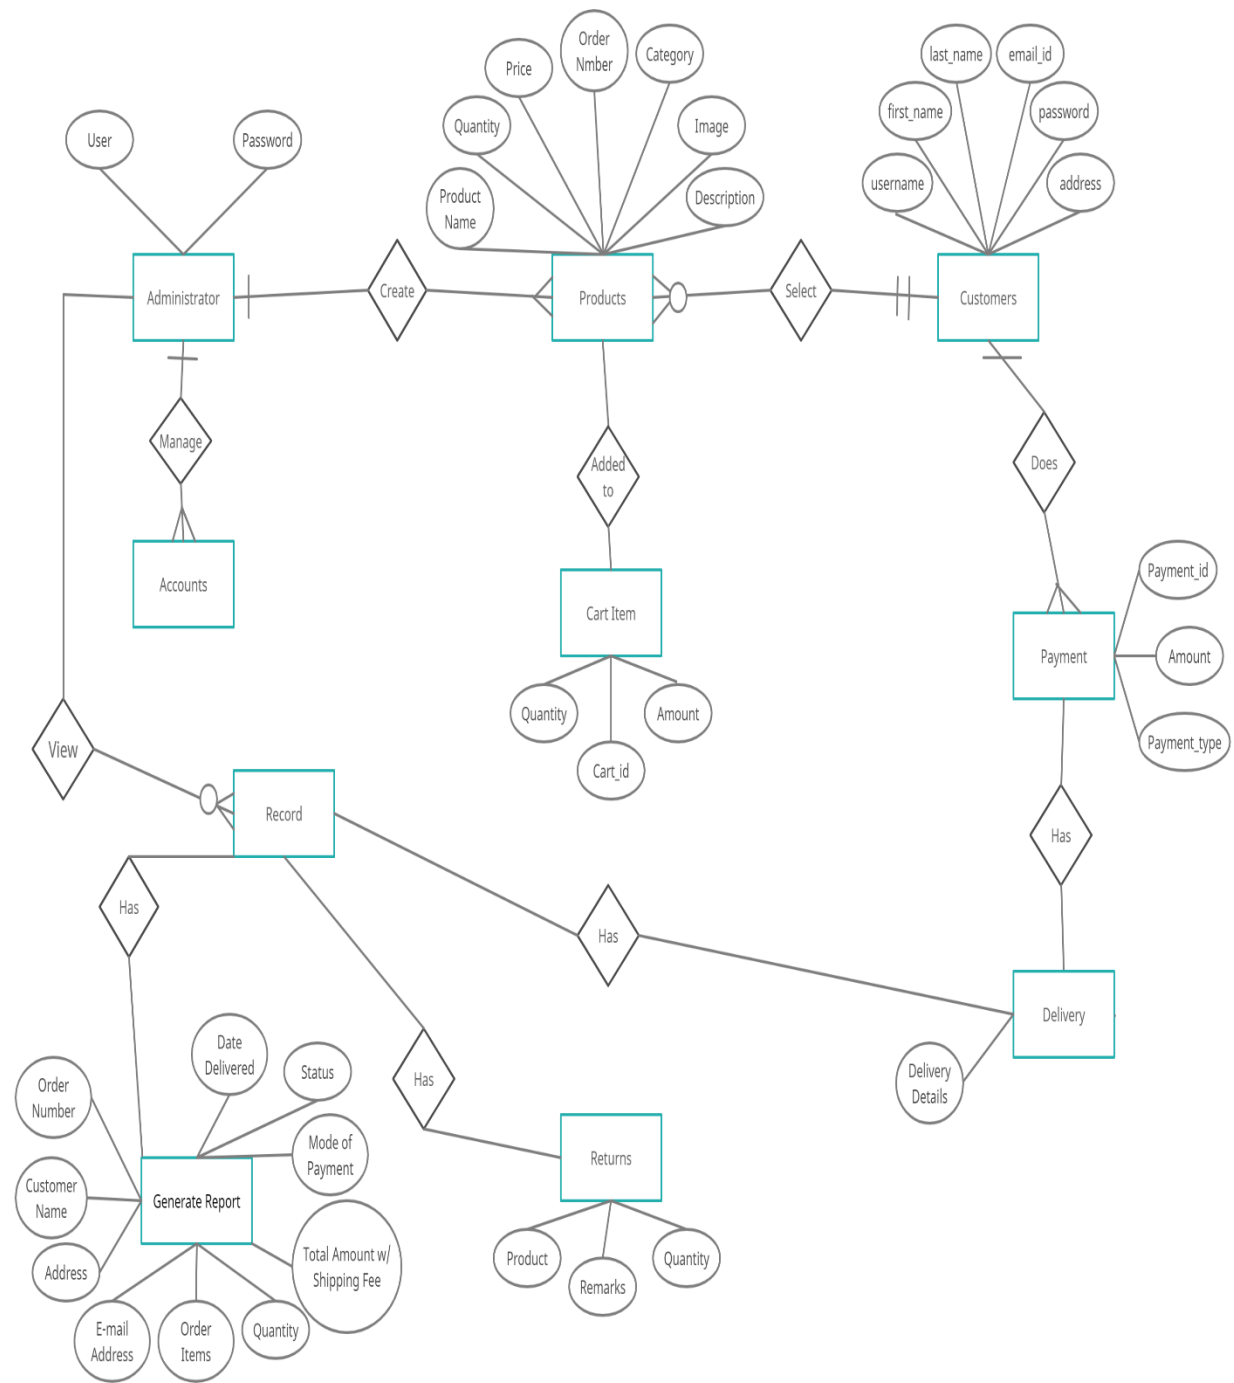 Order
Nmber
Category
last_name
email_id
Price
first_name
password
Quantity
Image
User
Password
username
address
Product
Name
Description
Administrator
Create
Products
Select
Customers
Manage
Added
to
Does
Accounts
Cart Item
Payment_id
Payment
Amount
Quantity
Amount
Cart_id
Payment_type
View
Record
Has
Has
Has
Delivery
Delivery
Details
Date
Delivered
Status
Has
Order
Number
Mode of
Payment
Returns
Customer
Name
Generate Report
Address
Total Amount w/
Shipping Fee
Product
Remarks
Quantity
E-mail
Address
Order
Items
Quantity